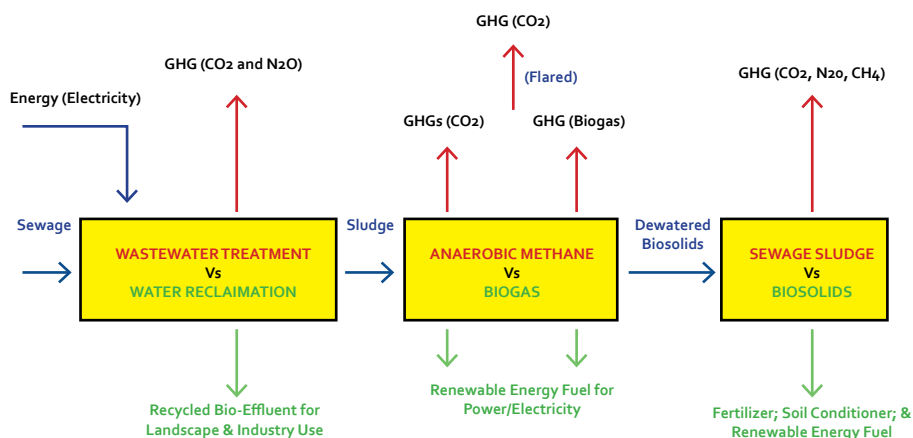 GHG (CO2)
GHG (CO2 and N2O)
(Flared)
GHG (CO2, N2o, CH4)
Energy (Electricity)
GHGs (CO2)
GHG (Biogas)
Sewage
Sludge
Dewatered
Biosolids
WASTEWATER TREATMENT
Vs
WATER RECLAIMATION
ANAEROBIC METHANE
Vs
BIOGAS
SEWAGE SLUDGE
Vs
BIOSOLIDS
Recycled Bio-Effluent for
Landscape & Industry Use
Renewable Energy Fuel for
Power/Electricity
Fertilizer; Soil Conditioner; &
Renewable Energy Fuel